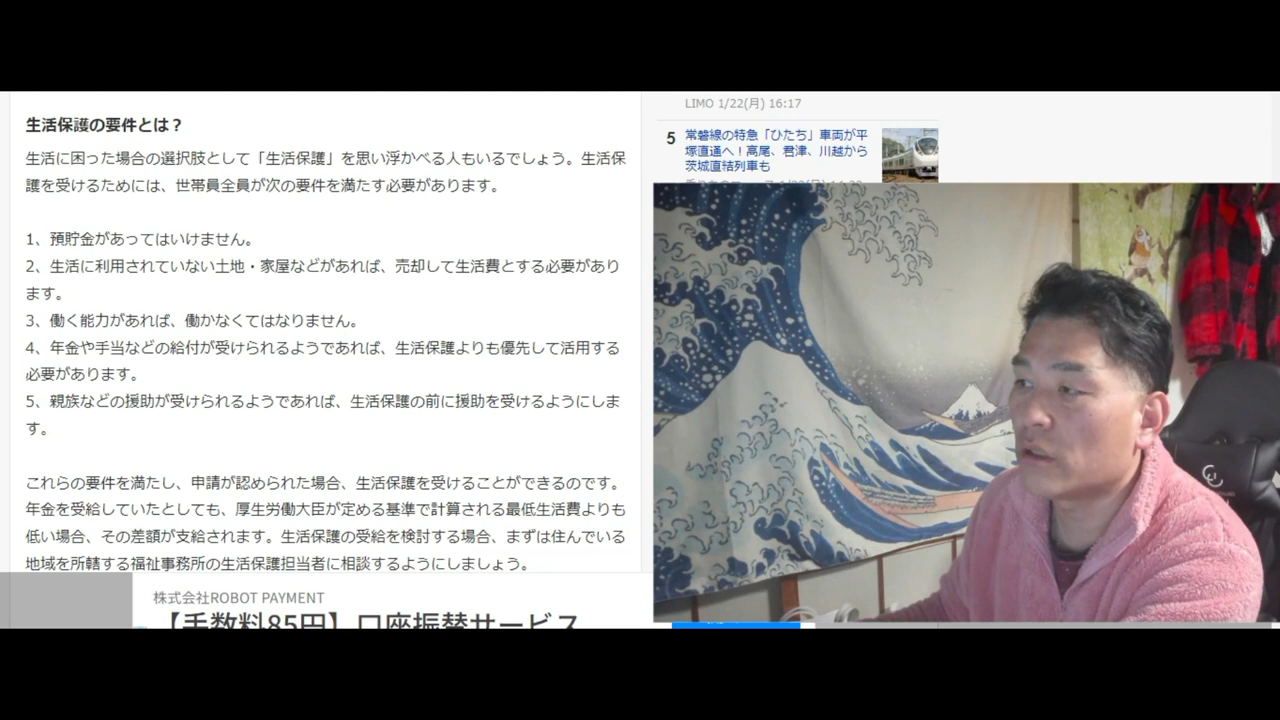 生活保護の要件とは？
生活に困った場合の選択肢として「生活保護」を思い浮かべる人もいるでしょう。生活保
護を受けるためには、世帯員全員が次の要件を満たす必要があります。
1、預貯金があってはいけません。
2、生活に利用されていない土地・家屋などがあれば、売却して生活費とする必要があり
ます。
3、働く能力があれば、働かなくてはなりません。
4、年金や手当などの給付が受けられるようであれば、生活保護よりも優先して活用する
必要があります。
5、親族などの援助が受けられるようであれば、生活保護の前に援助を受けるようにしま
す。
これらの要件を満たし、申請が認められた場合、生活保護を受けることができるのです。
年金を受給していたとしても、厚生労働大臣が定める基準で計算される最低生活費よりも
低い場合、その差額が支給されます。生活保護の受給を検討する場合、まずは住んでいる
地域を所轄する福祉事務所の生活保護担当者に相談するようにしましょう。
株式会社ROBOT PAYMENT
【手数料85円】口座振替サービス
LIMO 1/22(月) 16:17
5
常磐線の特急「ひたち」車両が平
塚直通へ！高尾、君津、川越から
茨城直結列車も